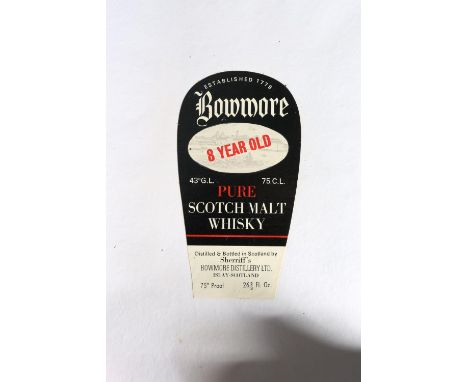 ESTABLISHED 1779
Bowmore
8 YEAR OLD
43°G.L. 75 C.L.
PURE
SCOTCH MALT
WHISKY
Distilled & Bottled in Scotland by
Sherriff's
BOWMORE DISTILLERY LTD.
ISLAY-SCOTLAND
75° Proof 26⅔ Fl. Oz.